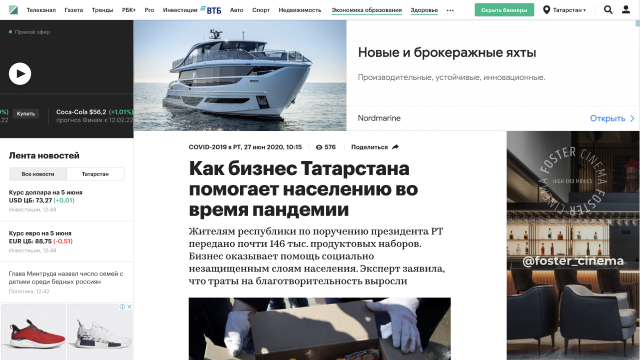 Телеканал Газета Тренды РБК+ Pro Инвестиции ВТБ Авто Спорт Недвижимость Экономика образования Здоровье ••• Скрыть баннеры Татарстан
Прямой эфир
Купить
Coca-Cola $56,2 (+1,01%)
прогноз Финам к 12.02.22
Новые и брокеражные яхты
Производительные, устойчивые, инновационные.
Nordmarine
Открыть
Лента новостей
Все новости Татарстан
Курс доллара на 5 июня
USD ЦБ: 73,27 (+0,01)
Инвестиции, 12:48
Курс евро на 5 июня
EUR ЦБ: 88,75 (-0,51)
Инвестиции, 12:48
Глава Минтруда назвал число семей с
детьми среди бедных россиян
Политика, 12:42
COVID-2019 в РТ, 27 июн 2020, 10:15 576 Поделиться
Как бизнес Татарстана
помогает населению во
время пандемии
Жителям республики по поручению президента РТ
передано почти 146 тыс. продуктовых наборов.
Бизнес оказывает помощь социально
незащищенным слоям населения. Эксперт заявила,
что траты на благотворительность выросли
FOSTER CINEMA
FOSTER CINEMA
@foster_cinema